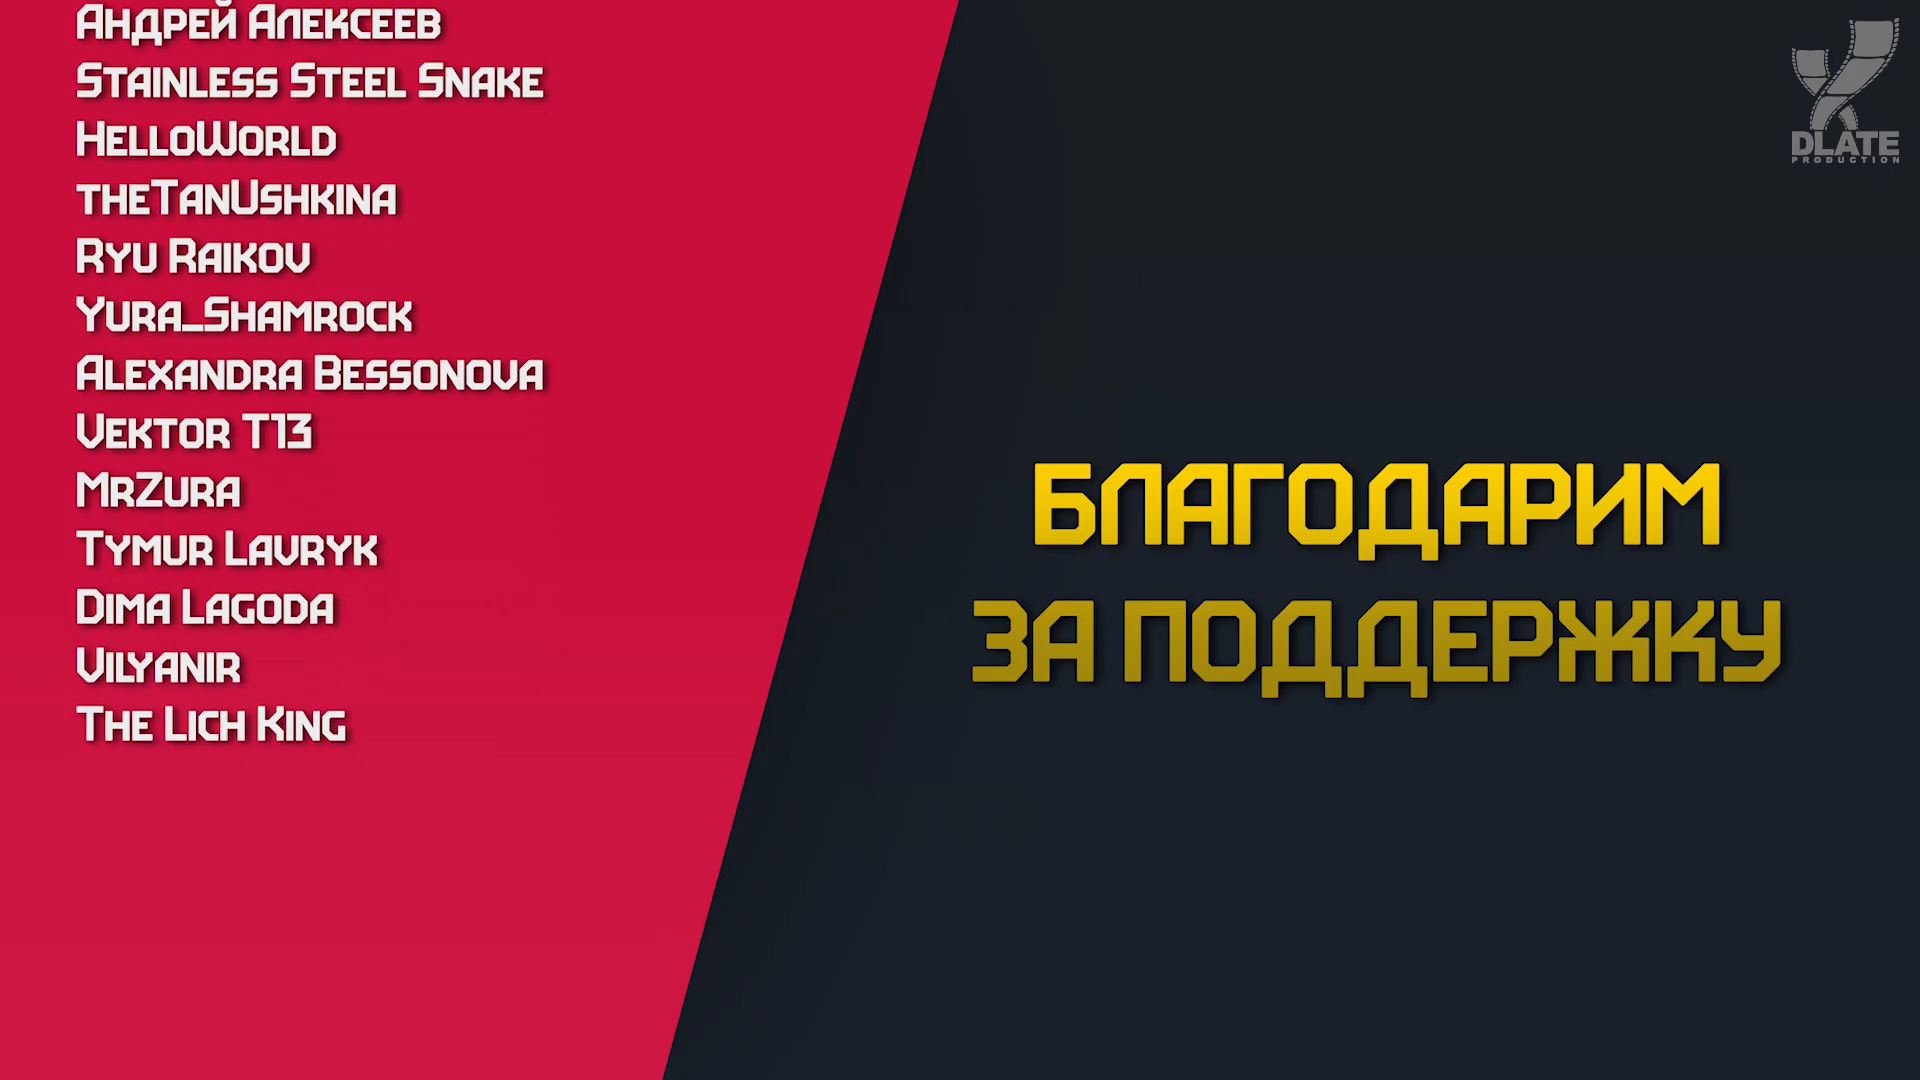 Андрей Алексеев
Stainless Steel Snake
HelloWorld
theTanUshkina
Ryu Raikov
Yura_Shamrock
Alexandra Bessonova
Vektor T13
MrZura
Tymur Lavryk
Dima Lagoda
Vilyanir
The Lich King
БЛАГОДАРИМ
ЗА ПОДДЕРЖКУ
DLATE
PRODUCTION